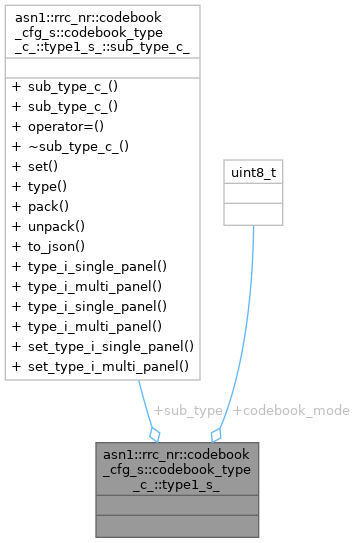 asn1::rrc_nr::codebook
_cfg_s::codebook_type
_c_::type1_s_::sub_type_c_
+ sub_type_c_()
+ sub_type_c_()
+ operator=()
+ ~sub_type_c_()
+ set()
+ type()
+ pack()
+ unpack()
+ to_json()
+ type_i_single_panel()
+ type_i_multi_panel()
+ type_i_single_panel()
+ type_i_multi_panel()
+ set_type_i_single_panel()
+ set_type_i_multi_panel()
uint8_t
+sub_type
+codebook_mode
asn1::rrc_nr::codebook
_cfg_s::codebook_type
_c_::type1_s_